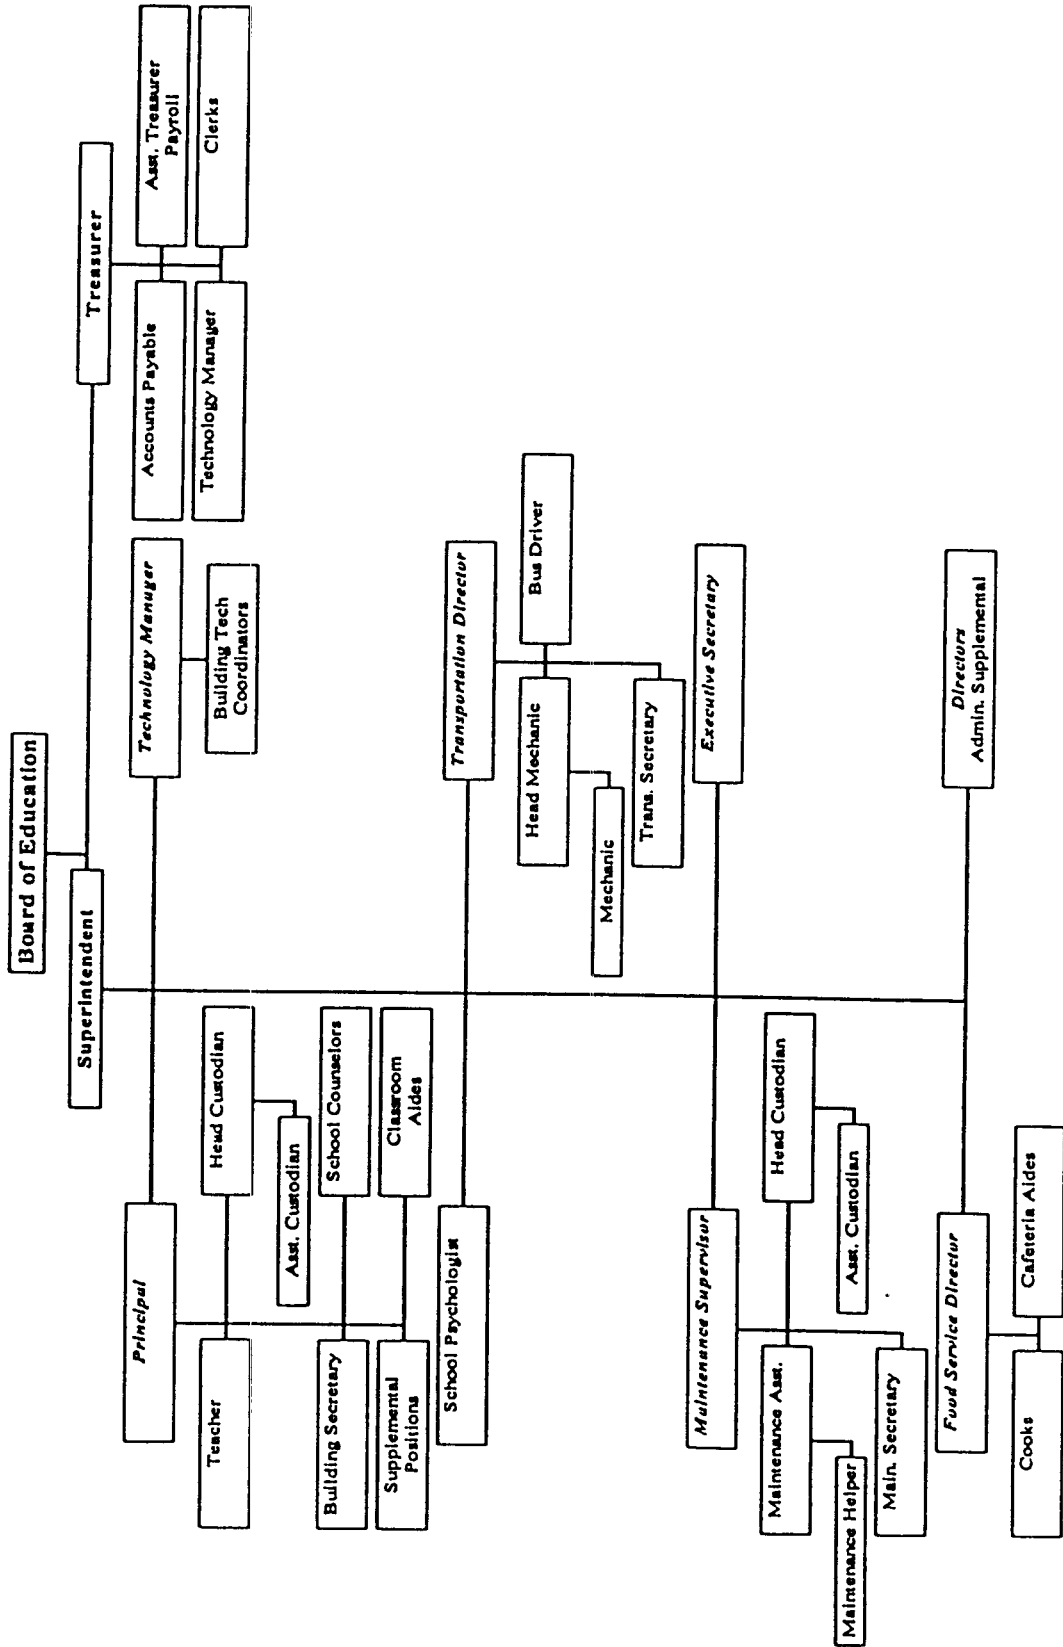 Board of Education
Superintendent
Treasurer
Principal
Technology Manager
Accounts Payable
Asst. Treasurer
Payroll
Teacher
Head Custodian
Building Tech
Coordinators
Technology Manager
Clerks
Asst. Custodian
Building Secretary
School Counselors
Supplemental
Positions
Classroom
Aides
School Psychologist
Transportation Director
Head Mechanic
Bus Driver
Mechanic
Trans. Secretary
Maintenance Supervisor
Executive Secretary
Maintenance Asst.
Head Custodian
Maintenance Helper
Asst. Custodian
Main. Secretary
Food Service Director
Directors
Admin. Supplemental
Cooks
Cafeteria Aides